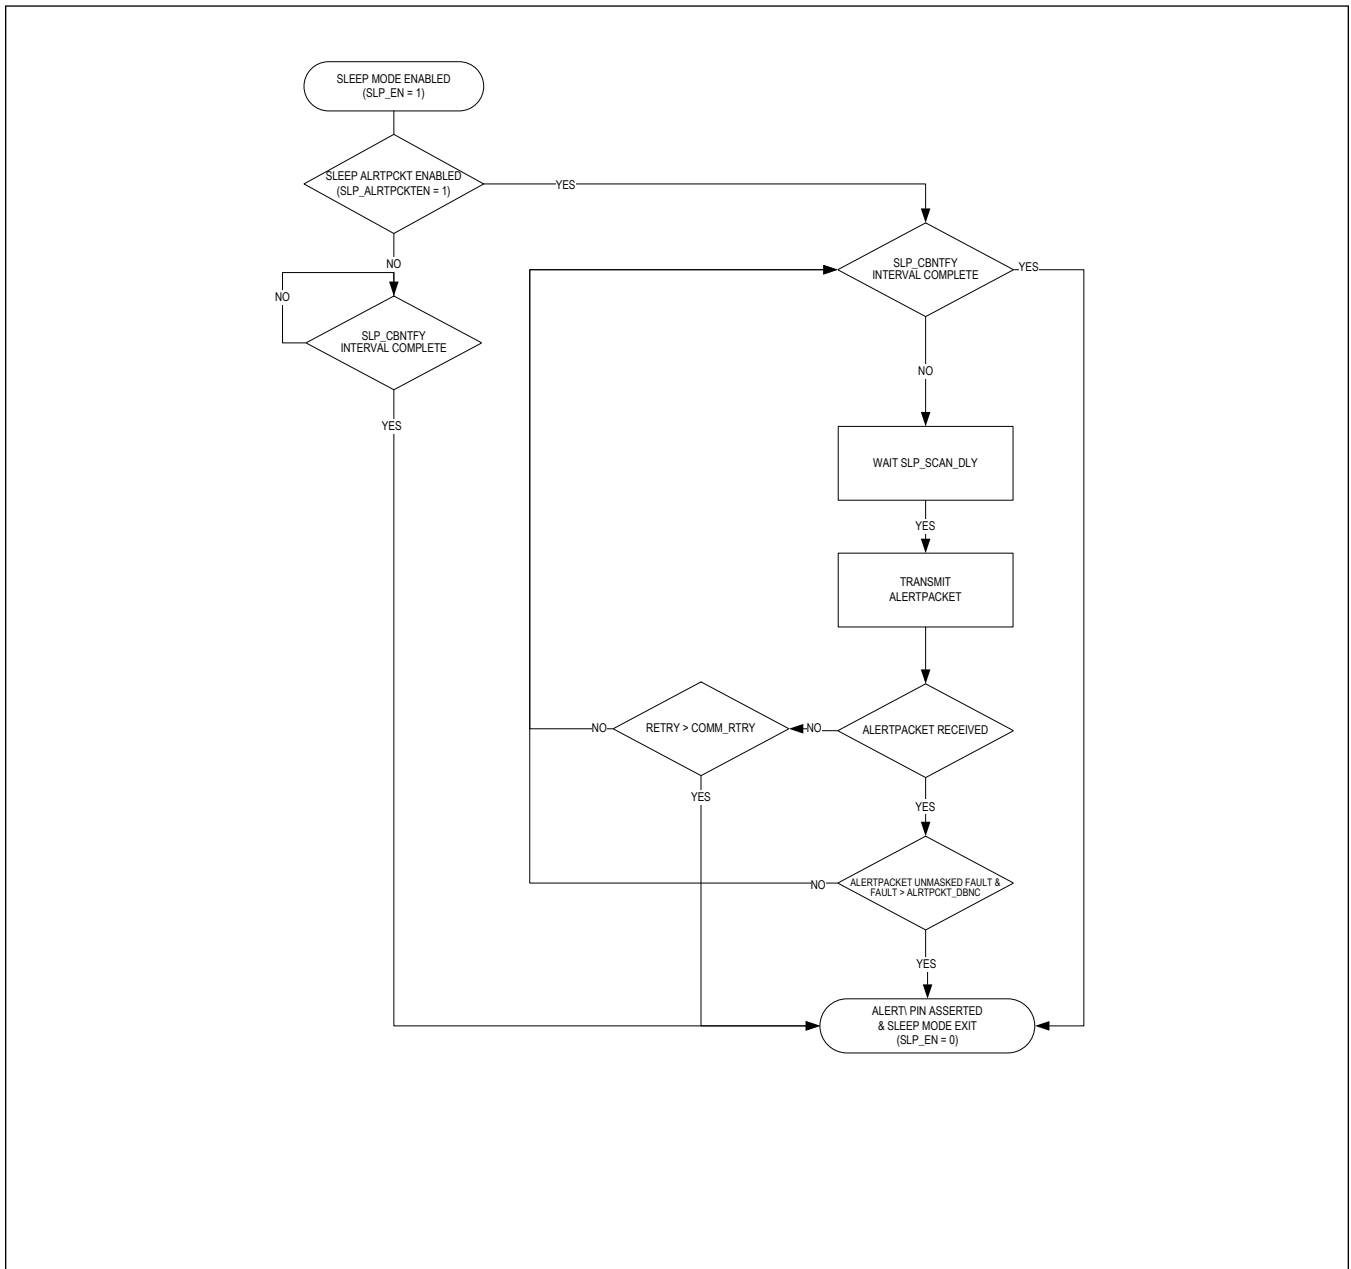 SLEEP MODE ENABLED
(SLP_EN = 1)
SLEEP ALRTPCKT ENABLED
(SLP_ALRTPCKTEN = 1)
YES
NO
SLP_CBNTFY
INTERVAL COMPLETE
YES
NO
SLP_CBNTFY
INTERVAL COMPLETE
NO
YES
WAIT SLP_SCAN_DLY
YES
TRANSMIT
ALERTPACKET
ALERTPACKET RECEIVED
NO
RETRY > COMM_RTRY
NO
YES
YES
ALERTPACKET UNMASKED FAULT &
FAULT > ALRTPCKT_DBNC
NO
YES
ALERT\ PIN ASSERTED
& SLEEP MODE EXIT
(SLP_EN = 0)